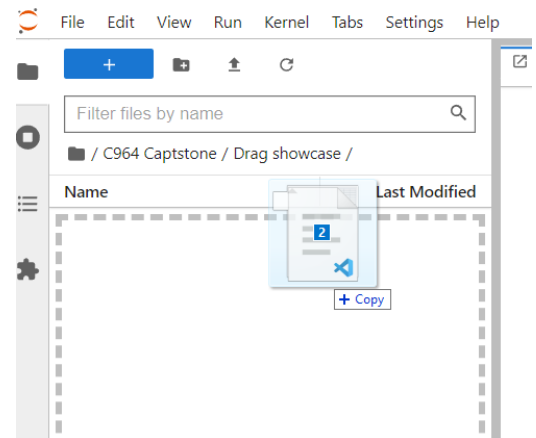 File Edit View Run Kernel Tabs Settings Help
+
Filter files by name
/ C964 Captstone / Drag showcase /
Name Last Modified
2
+ Copy